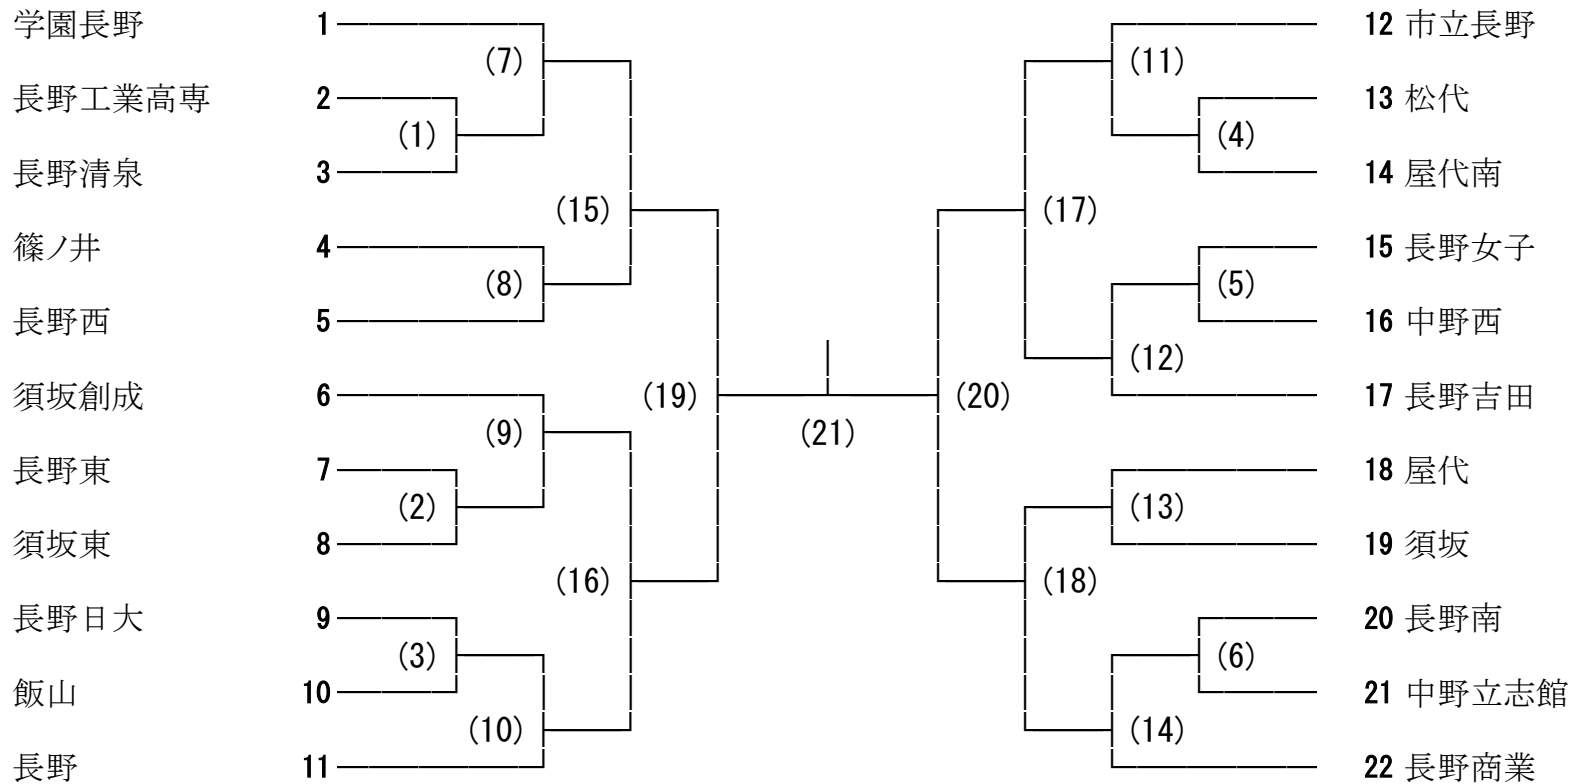 学園長野 1
(7)
長野工業高専 2
(1)
長野清泉 3
(15)
篠ノ井 4
(8)
長野西 5
須坂創成 6
(19)
(9)
長野東 7
(2)
須坂東 8
(16)
長野日大 9
(3)
飯山 10
(10)
長野 11
(21)
12 市立長野
(11)
13 松代
(4)
14 屋代南
(17)
15 長野女子
(5)
16 中野西
(12)
17 長野吉田
(20)
18 屋代
(13)
19 須坂
(18)
20 長野南
(6)
21 中野立志館
(14)
22 長野商業